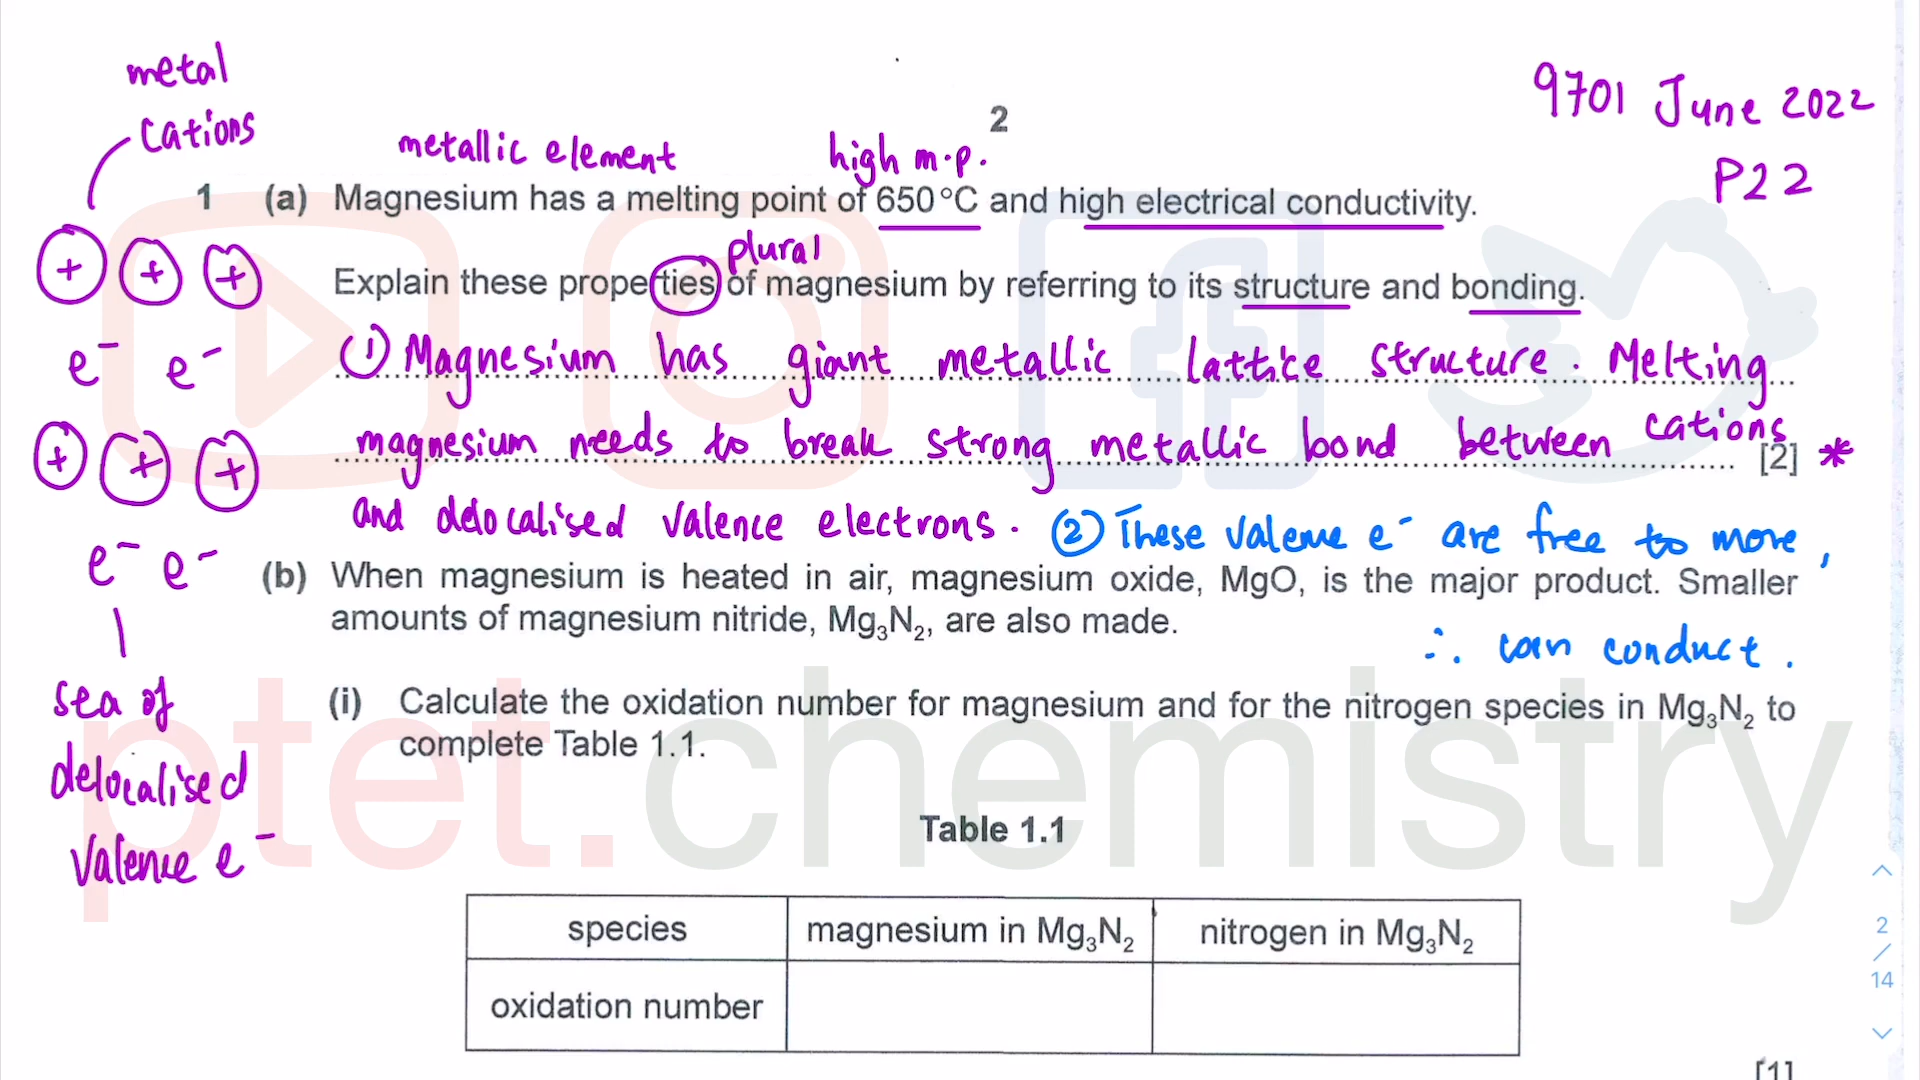 metal
cations
9701 June 2022
P22
2
metallic element high m.p.
1 (a) Magnesium has a melting point of 650 °C and high electrical conductivity.
plural
Explain these properties of magnesium by referring to its structure and bonding.
+ + +
e⁻ e⁻
① Magnesium has giant metallic lattice structure. Melting
magnesium needs to break strong metallic bond between cations
[2] *
+ + +
and delocalised valence electrons. ② These valence e⁻ are free to move,
∴ can conduct.
e⁻ e⁻
sea of
delocalised
valence e⁻
(b) When magnesium is heated in air, magnesium oxide, MgO, is the major product. Smaller
amounts of magnesium nitride, Mg₃N₂, are also made.
(i) Calculate the oxidation number for magnesium and for the nitrogen species in Mg₃N₂ to
complete Table 1.1.
ptet.chemistry
Table 1.1
species magnesium in Mg₃N₂ nitrogen in Mg₃N₂
oxidation number
[1]
2
/
14